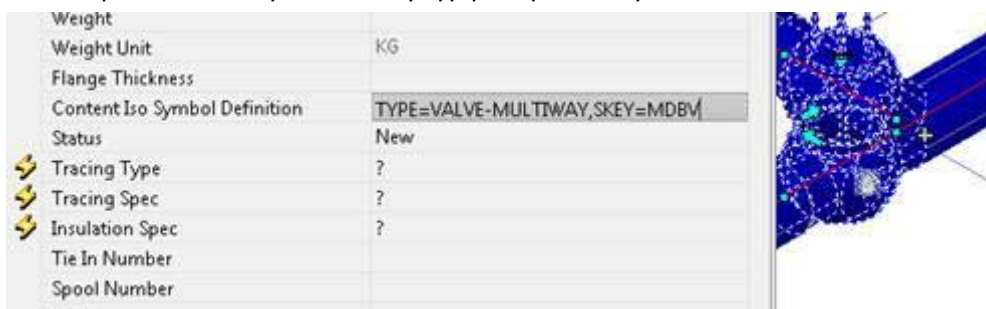 Weight
Weight Unit KG
Flange Thickness
Content Iso Symbol Definition TYPE=VALVE-MULTIWAY,SKEY=MDBV
Status New
Tracing Type ?
Tracing Spec ?
Insulation Spec ?
Tie In Number
Spool Number